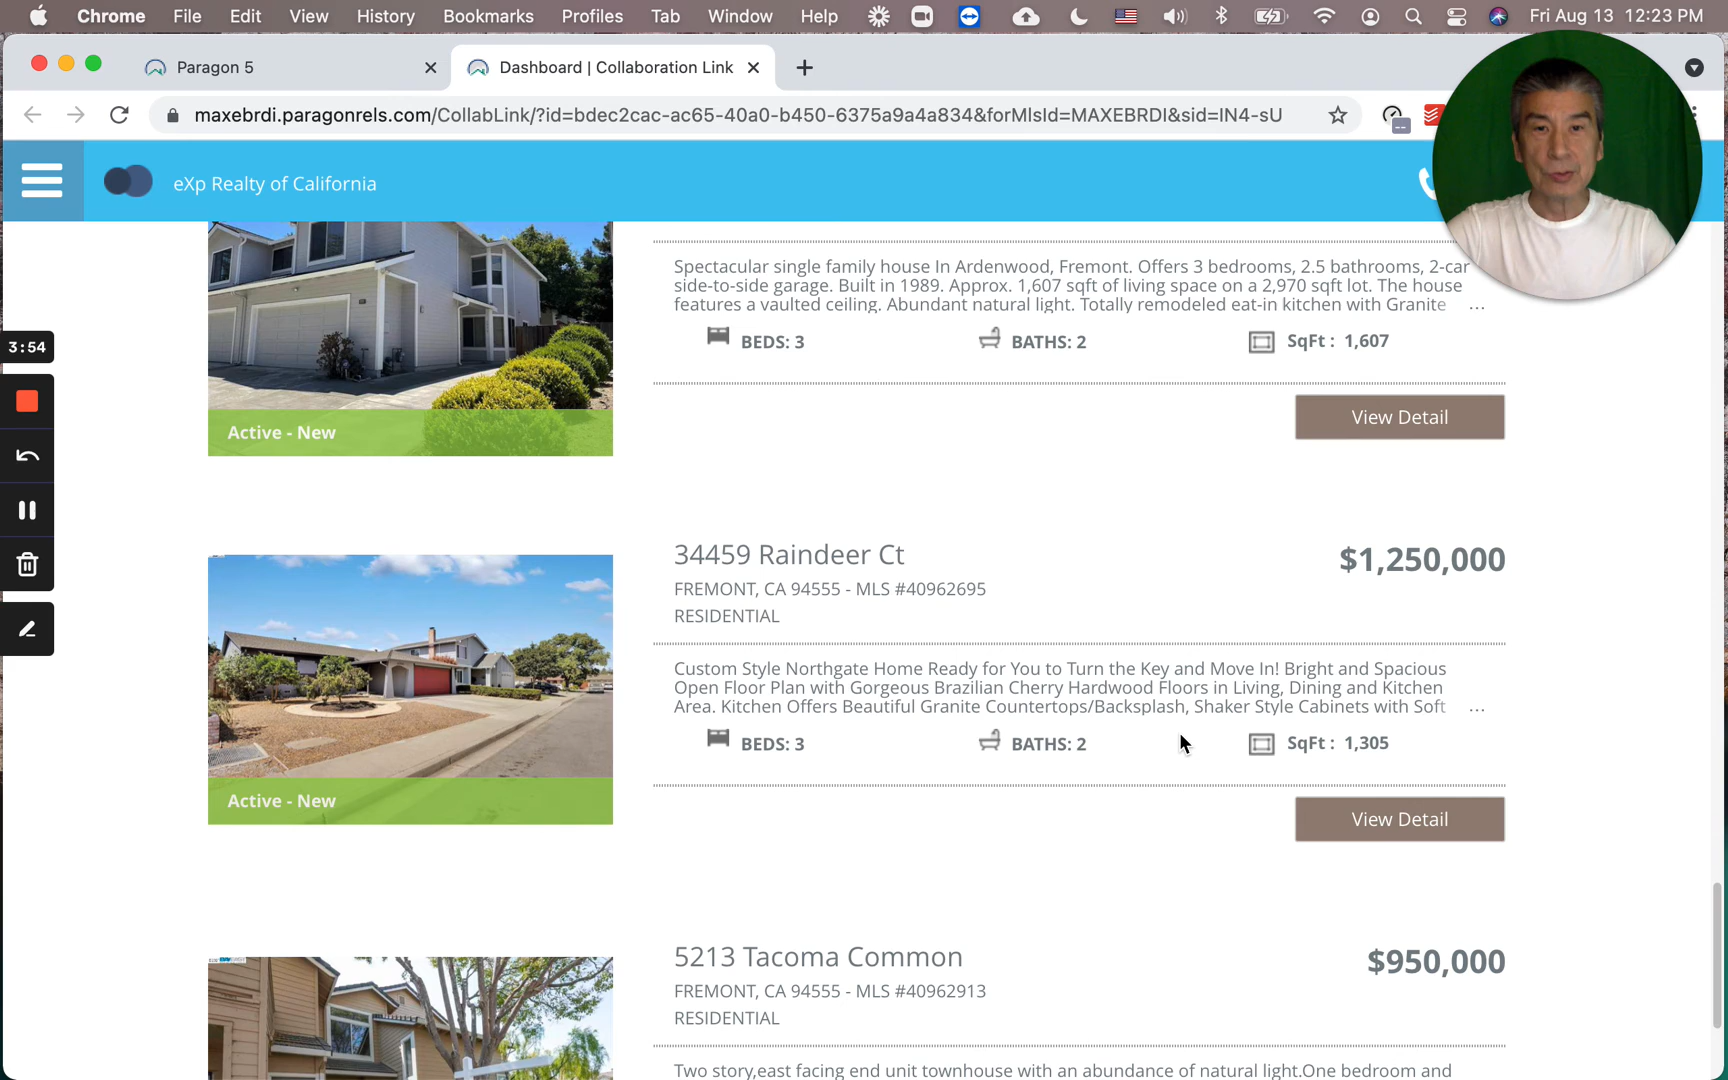 Chrome File Edit View History Bookmarks Profiles Tab Window Help Fri Aug 13 12:23 PM
Paragon 5
Dashboard | Collaboration Link
maxebrdi.paragonrels.com/CollabLink/?id=bdec2cac-ac65-40a0-b450-6375a9a4a834&forMlsId=MAXEBRDI&sid=IN4-sU
eXp Realty of California
Spectacular single family house In Ardenwood, Fremont. Offers 3 bedrooms, 2.5 bathrooms, 2-car
side-to-side garage. Built in 1989. Approx. 1,607 sqft of living space on a 2,970 sqft lot. The house
features a vaulted ceiling. Abundant natural light. Totally remodeled eat-in kitchen with Granite ...
BEDS: 3 BATHS: 2 SqFt : 1,607
3:54
View Detail
Active - New
34459 Raindeer Ct
$1,250,000
FREMONT, CA 94555 - MLS #40962695
RESIDENTIAL
Custom Style Northgate Home Ready for You to Turn the Key and Move In! Bright and Spacious
Open Floor Plan with Gorgeous Brazilian Cherry Hardwood Floors in Living, Dining and Kitchen
Area. Kitchen Offers Beautiful Granite Countertops/Backsplash, Shaker Style Cabinets with Soft ...
BEDS: 3 BATHS: 2 SqFt : 1,305
Active - New
View Detail
5213 Tacoma Common
$950,000
FREMONT, CA 94555 - MLS #40962913
RESIDENTIAL
Two story,east facing end unit townhouse with an abundance of natural light.One bedroom and